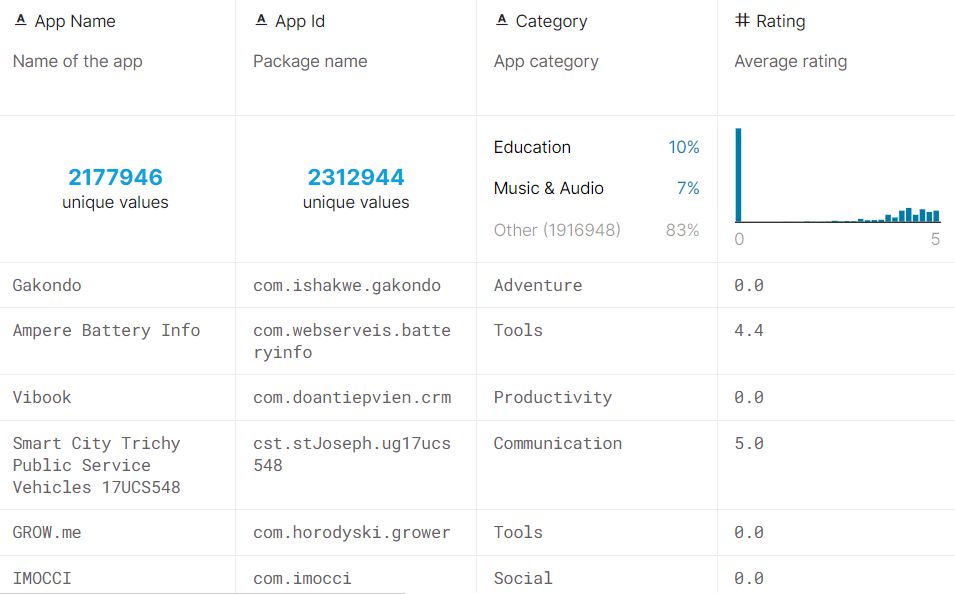 A App Name
A App Id
A Category
# Rating
Name of the app
Package name
App category
Average rating
2177946
unique values
2312944
unique values
Education 10%
Music & Audio 7%
Other (1916948) 83%
0 5
Gakondo
com.ishakwe.gakondo
Adventure
0.0
Ampere Battery Info
com.webserveis.batte
ryinfo
Tools
4.4
Vibook
com.doantiepvien.crm
Productivity
0.0
Smart City Trichy
Public Service
Vehicles 17UCS548
cst.stJoseph.ug17ucs
548
Communication
5.0
GROW.me
com.horodyski.grower
Tools
0.0
IMOCCI
com.imocci
Social
0.0